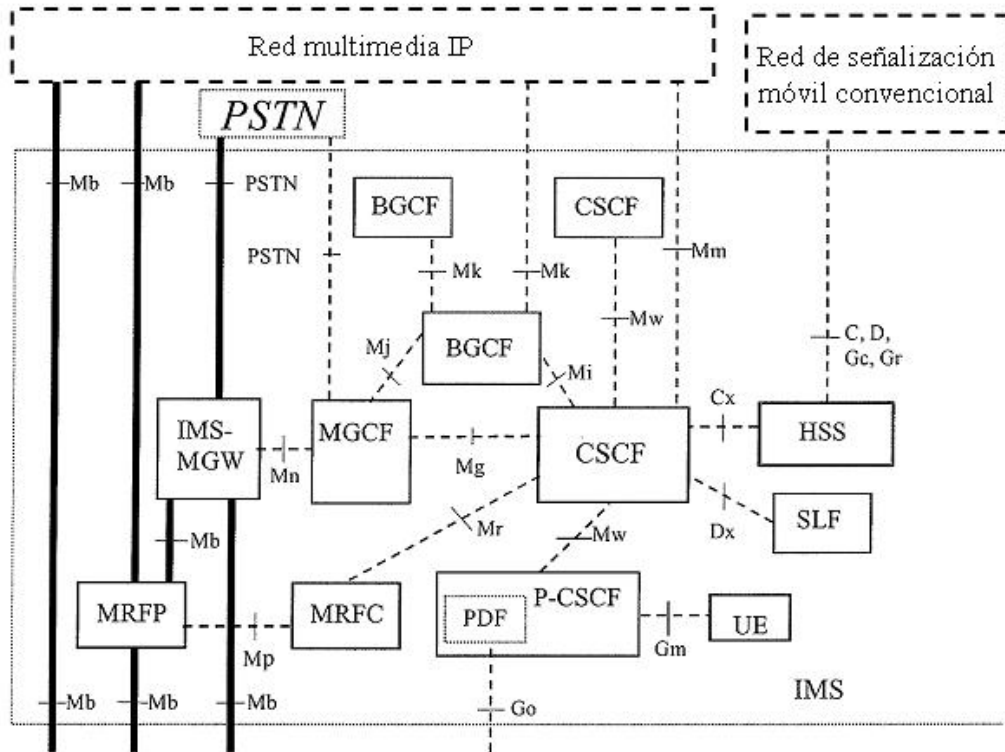 Red multimedia IP
Red de señalización
móvil convencional
PSTN
Mb
Mb
PSTN
BGCF
CSCF
PSTN
Mk
Mk
Mm
Mw
C, D,
Gc, Gr
Mj
BGCF
Mi
Cx
IMS-
MGW
MGCF
CSCF
HSS
Mn
Mg
Mr
Dx
SLF
Mb
Mw
MRFP
MRFC
P-CSCF
PDF
UE
Mp
Gm
IMS
Mb
Mb
Mb
Go